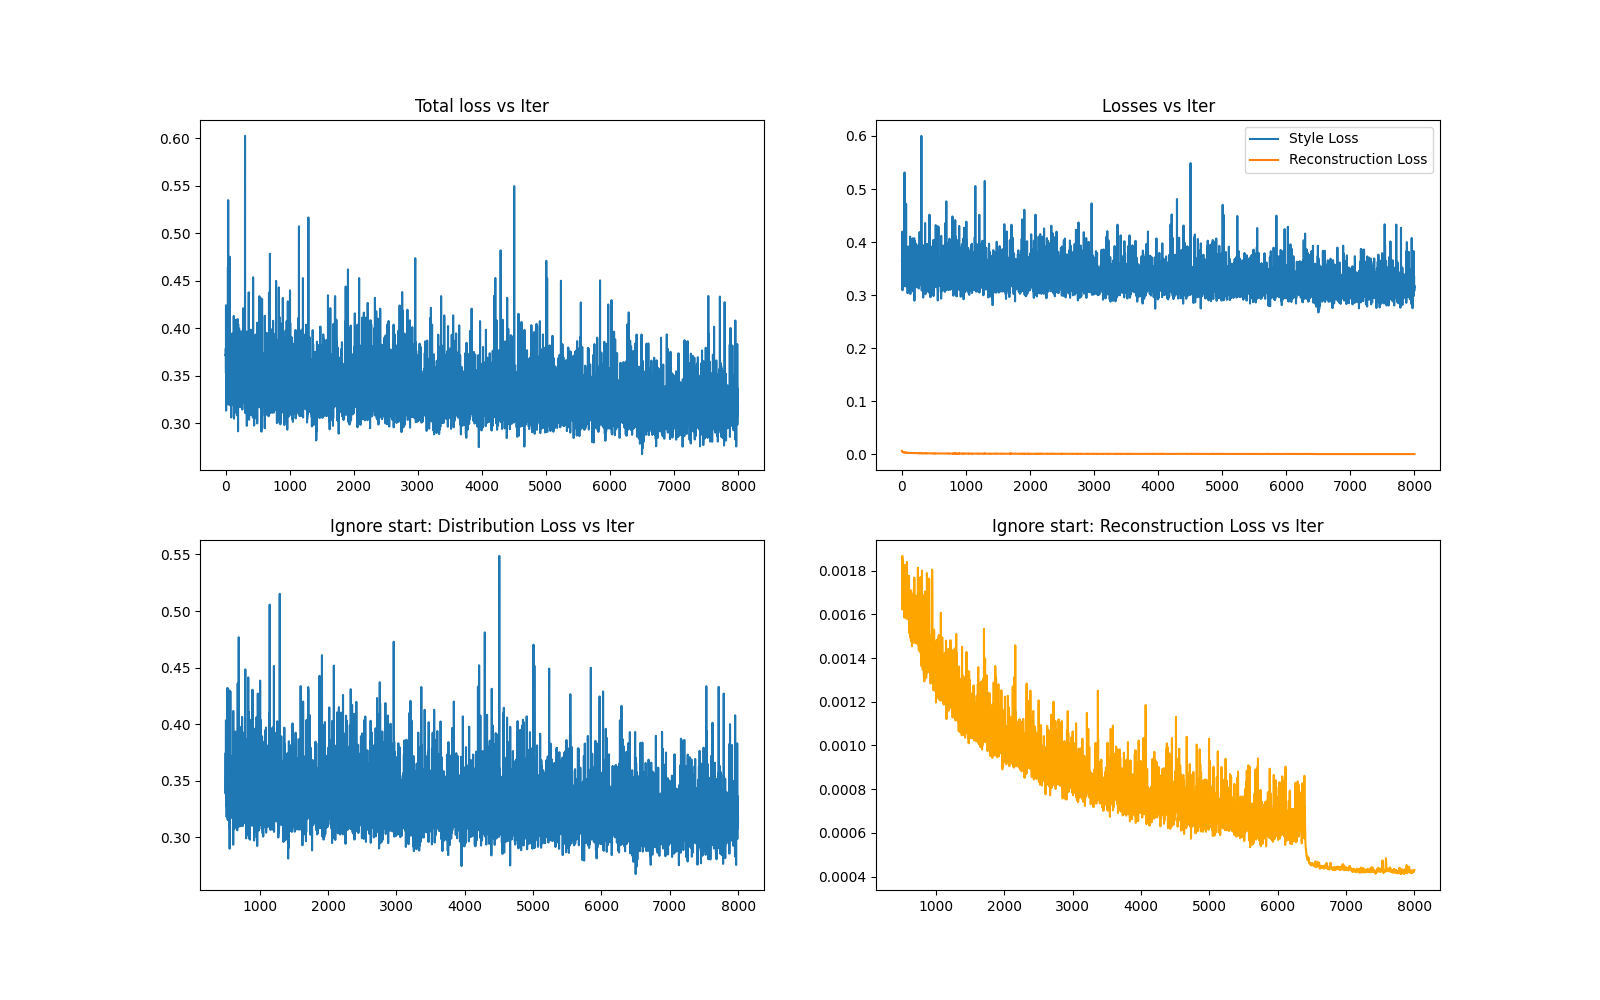 Total loss vs Iter
0.60
0.55
0.50
0.45
0.40
0.35
0.30
0 1000 2000 3000 4000 5000 6000 7000 8000
Losses vs Iter
Style Loss
Reconstruction Loss
0.6
0.5
0.4
0.3
0.2
0.1
0.0
0 1000 2000 3000 4000 5000 6000 7000 8000
Ignore start: Distribution Loss vs Iter
0.55
0.50
0.45
0.40
0.35
0.30
1000 2000 3000 4000 5000 6000 7000 8000
Ignore start: Reconstruction Loss vs Iter
0.0018
0.0016
0.0014
0.0012
0.0010
0.0008
0.0006
0.0004
1000 2000 3000 4000 5000 6000 7000 8000